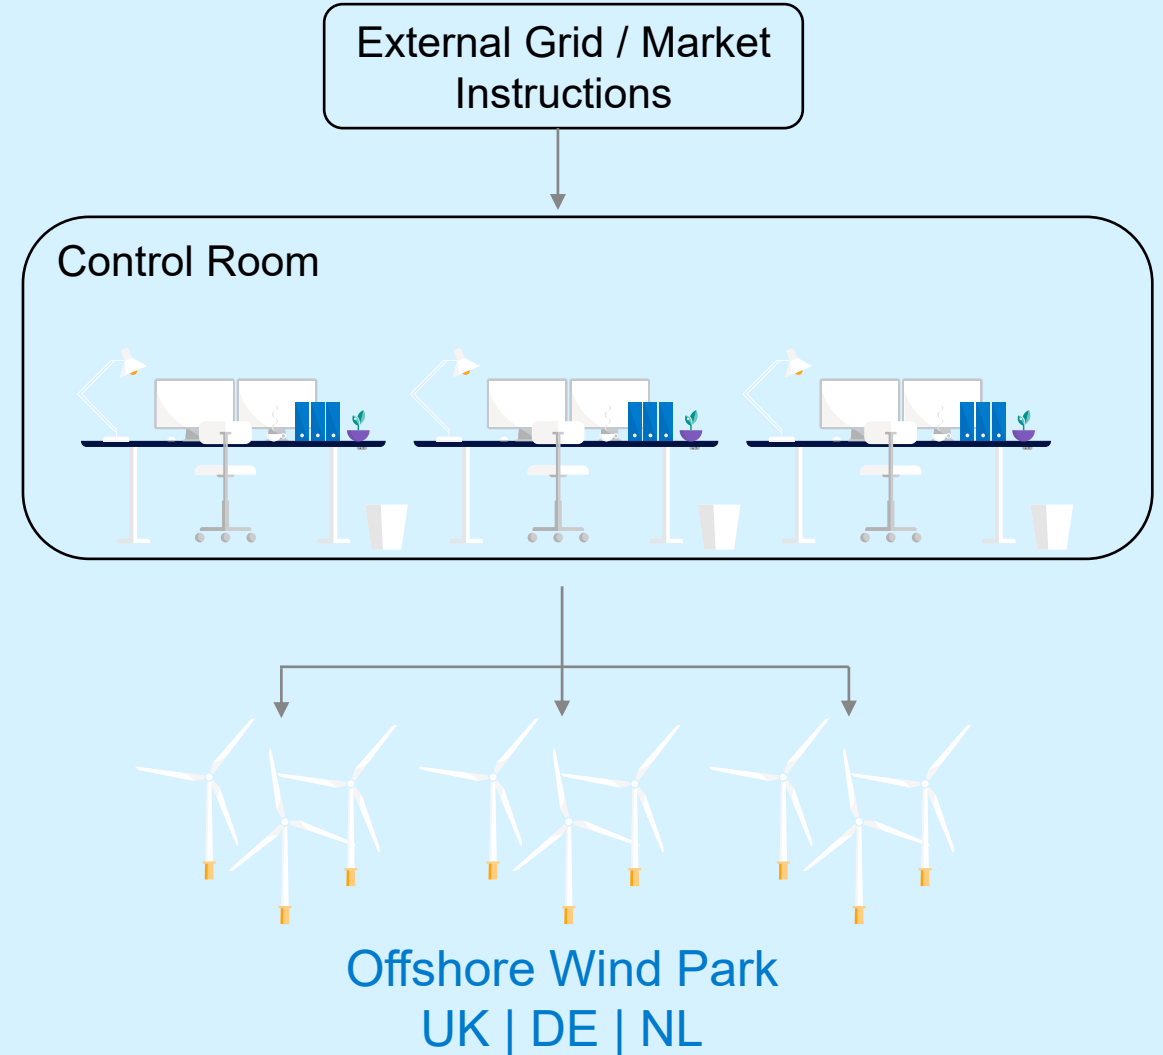 External Grid / Market
Instructions
Control Room
Offshore Wind Park
UK | DE | NL